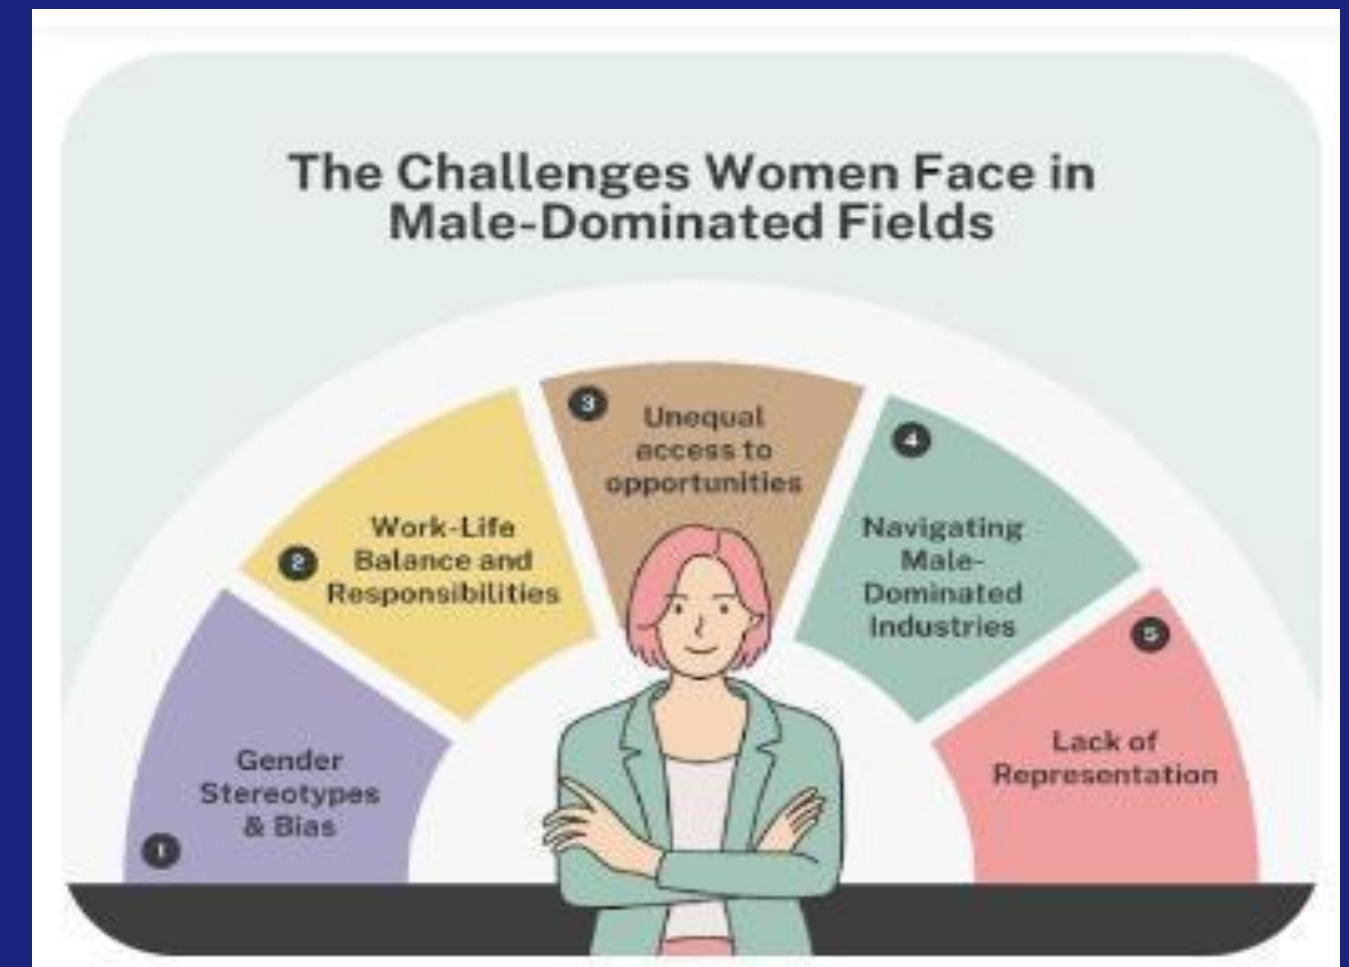 The Challenges Women Face in
Male-Dominated Fields
1
Gender
Stereotypes
& Bias
2
Work-Life
Balance and
Responsibilities
3
Unequal
access to
opportunities
4
Navigating
Male-
Dominated
Industries
5
Lack of
Representation